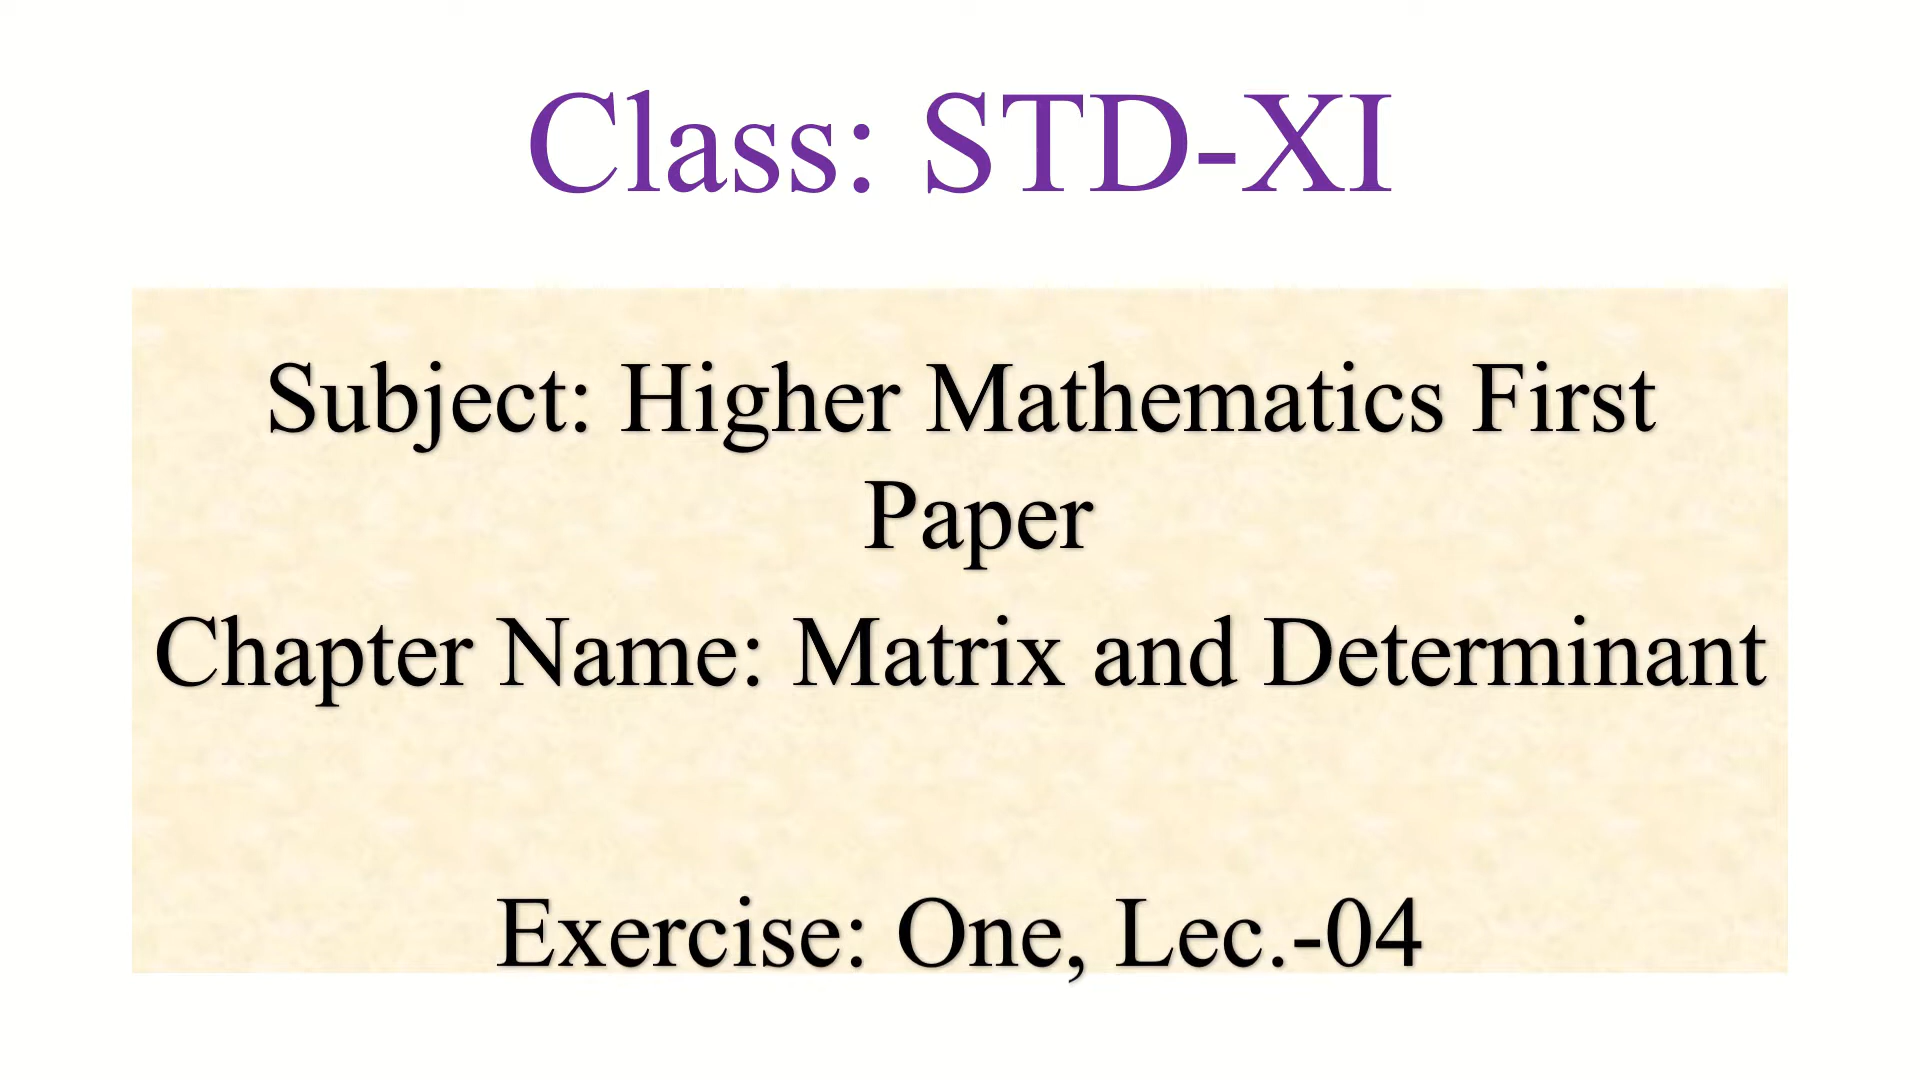 Class: STD-XI
Subject: Higher Mathematics First
Paper
Chapter Name: Matrix and Determinant
Exercise: One, Lec.-04